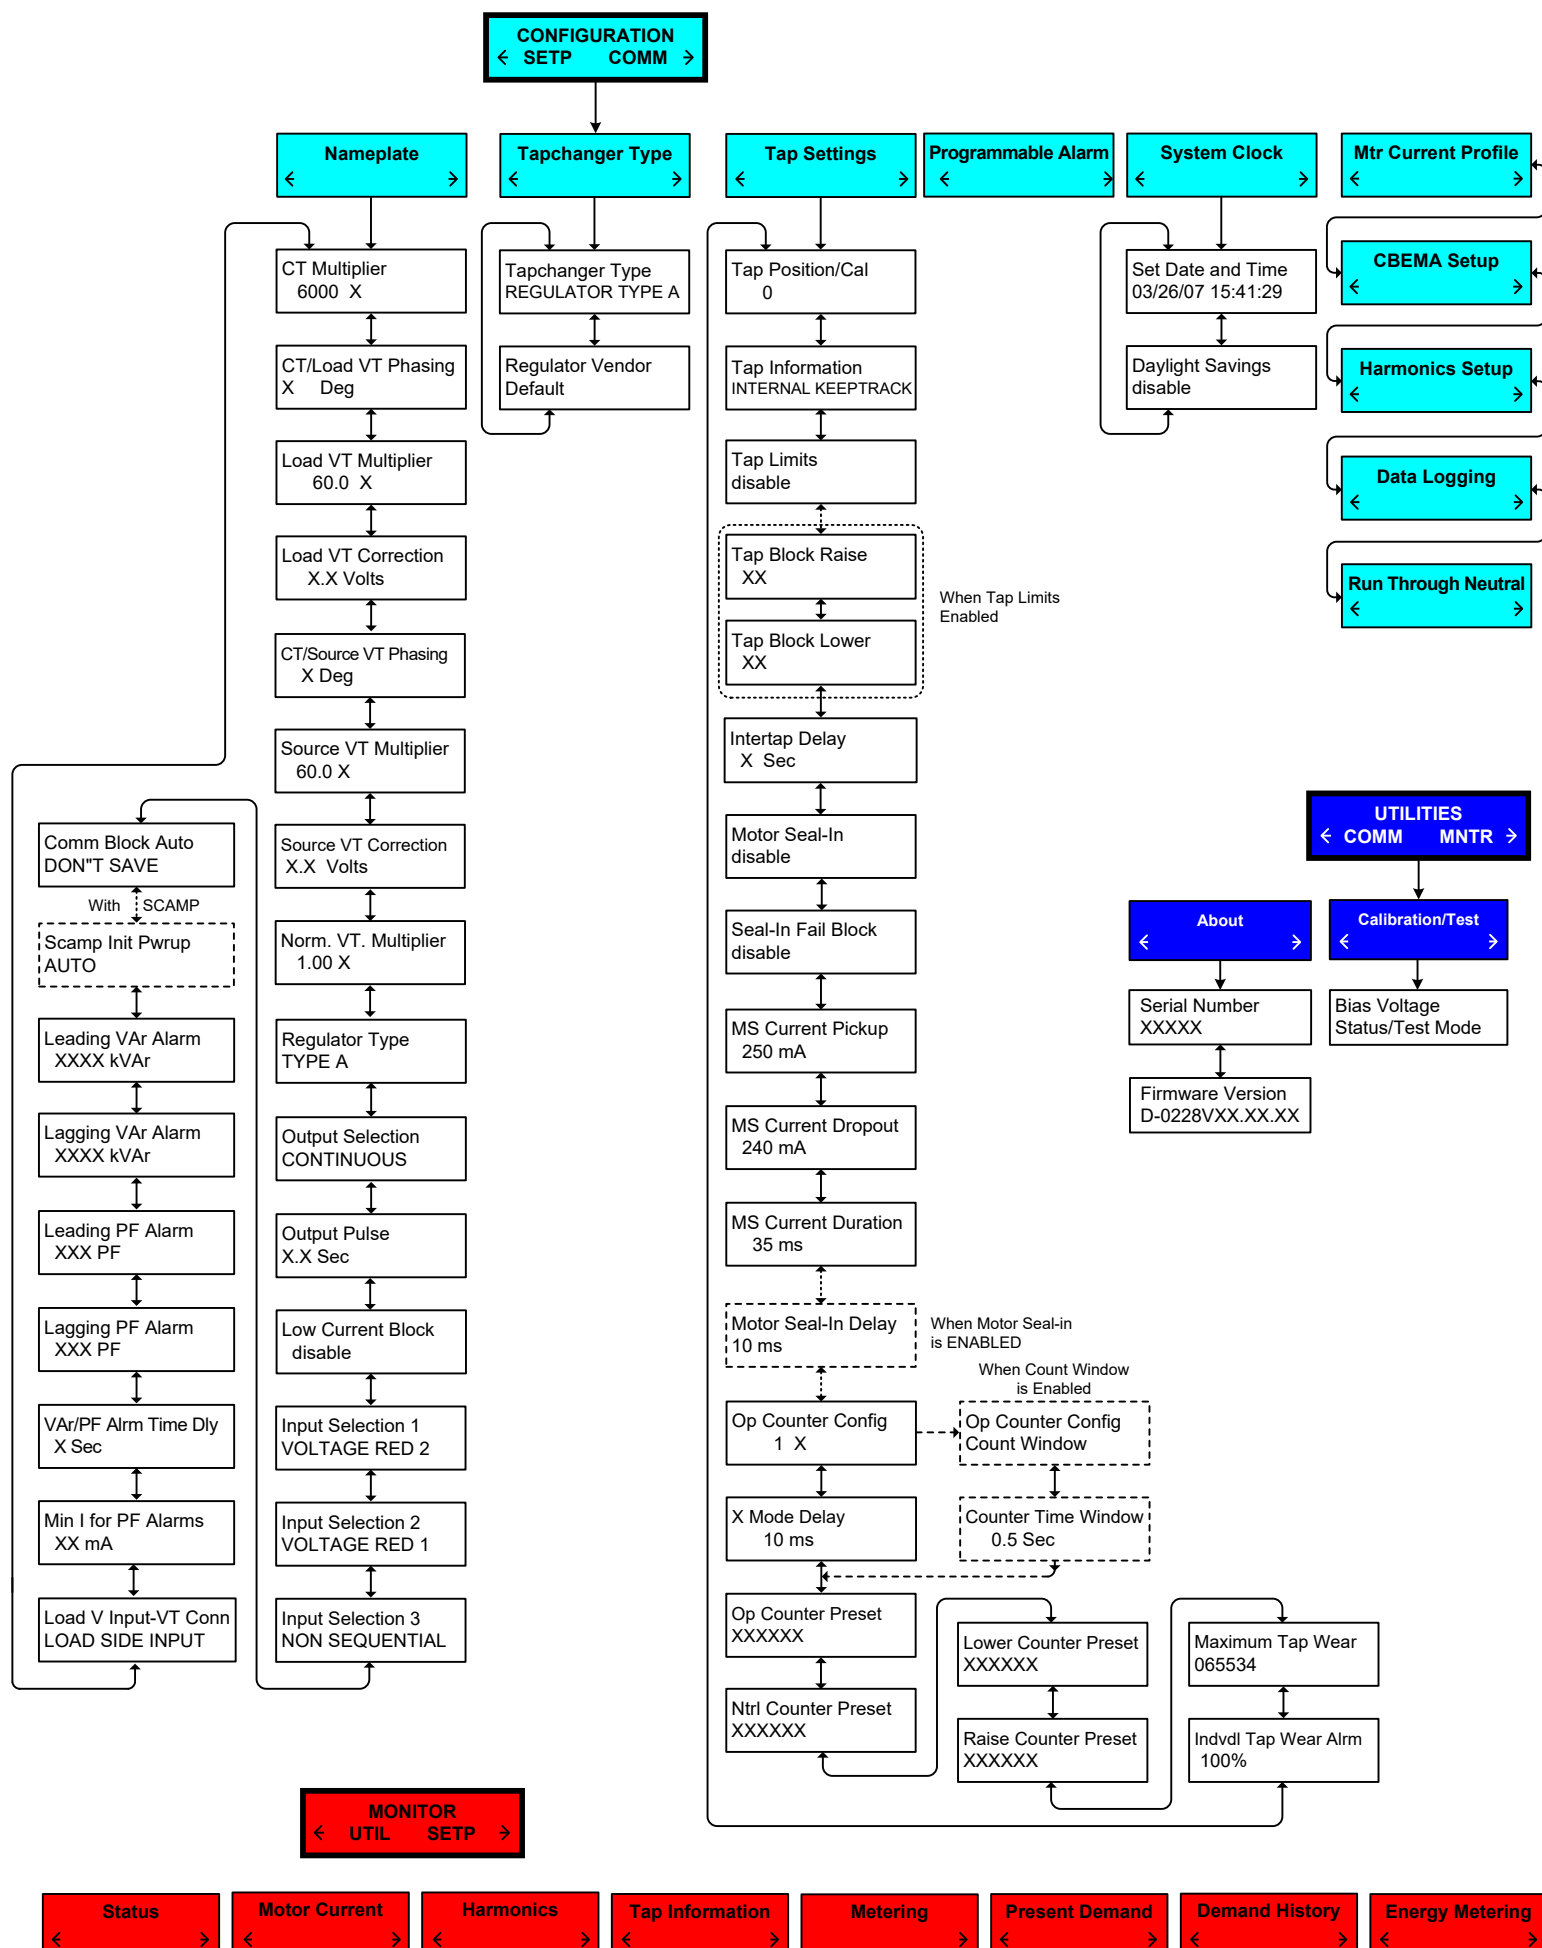 CONFIGURATION
← SETP COMM →
Nameplate
← →
Tapchanger Type
← →
Tap Settings
← →
Programmable Alarm
← →
System Clock
← →
Mtr Current Profile
← →
CT Multiplier
6000 X
CT/Load VT Phasing
X Deg
Load VT Multiplier
60.0 X
Load VT Correction
X.X Volts
CT/Source VT Phasing
X Deg
Source VT Multiplier
60.0 X
Source VT Correction
X.X Volts
Norm. VT. Multiplier
1.00 X
Regulator Type
TYPE A
Output Selection
CONTINUOUS
Output Pulse
X.X Sec
Low Current Block
disable
Input Selection 1
VOLTAGE RED 2
Input Selection 2
VOLTAGE RED 1
Input Selection 3
NON SEQUENTIAL
Comm Block Auto
DON"T SAVE
With SCAMP
Scamp Init Pwrup
AUTO
Leading VAr Alarm
XXXX kVAr
Lagging VAr Alarm
XXXX kVAr
Leading PF Alarm
XXX PF
Lagging PF Alarm
XXX PF
VAr/PF Alrm Time Dly
X Sec
Min I for PF Alarms
XX mA
Load V Input-VT Conn
LOAD SIDE INPUT
Tapchanger Type
REGULATOR TYPE A
Regulator Vendor
Default
Tap Position/Cal
0
Tap Information
INTERNAL KEEPTRACK
Tap Limits
disable
Tap Block Raise
XX
Tap Block Lower
XX
When Tap Limits
Enabled
Intertap Delay
X Sec
Motor Seal-In
disable
Seal-In Fail Block
disable
MS Current Pickup
250 mA
MS Current Dropout
240 mA
MS Current Duration
35 ms
Motor Seal-In Delay
10 ms
When Motor Seal-in
is ENABLED
When Count Window
is Enabled
Op Counter Config
1 X
Op Counter Config
Count Window
X Mode Delay
10 ms
Counter Time Window
0.5 Sec
Op Counter Preset
XXXXXX
Ntrl Counter Preset
XXXXXX
Lower Counter Preset
XXXXXX
Raise Counter Preset
XXXXXX
Maximum Tap Wear
065534
Indvdl Tap Wear Alrm
100%
Set Date and Time
03/26/07 15:41:29
Daylight Savings
disable
CBEMA Setup
← →
Harmonics Setup
← →
Data Logging
← →
Run Through Neutral
← →
UTILITIES
← COMM MNTR →
About
← →
Calibration/Test
← →
Serial Number
XXXXX
Firmware Version
D-0228VXX.XX.XX
Bias Voltage
Status/Test Mode
MONITOR
← UTIL SETP →
Status
← →
Motor Current
← →
Harmonics
← →
Tap Information
← →
Metering
← →
Present Demand
← →
Demand History
← →
Energy Metering
← →